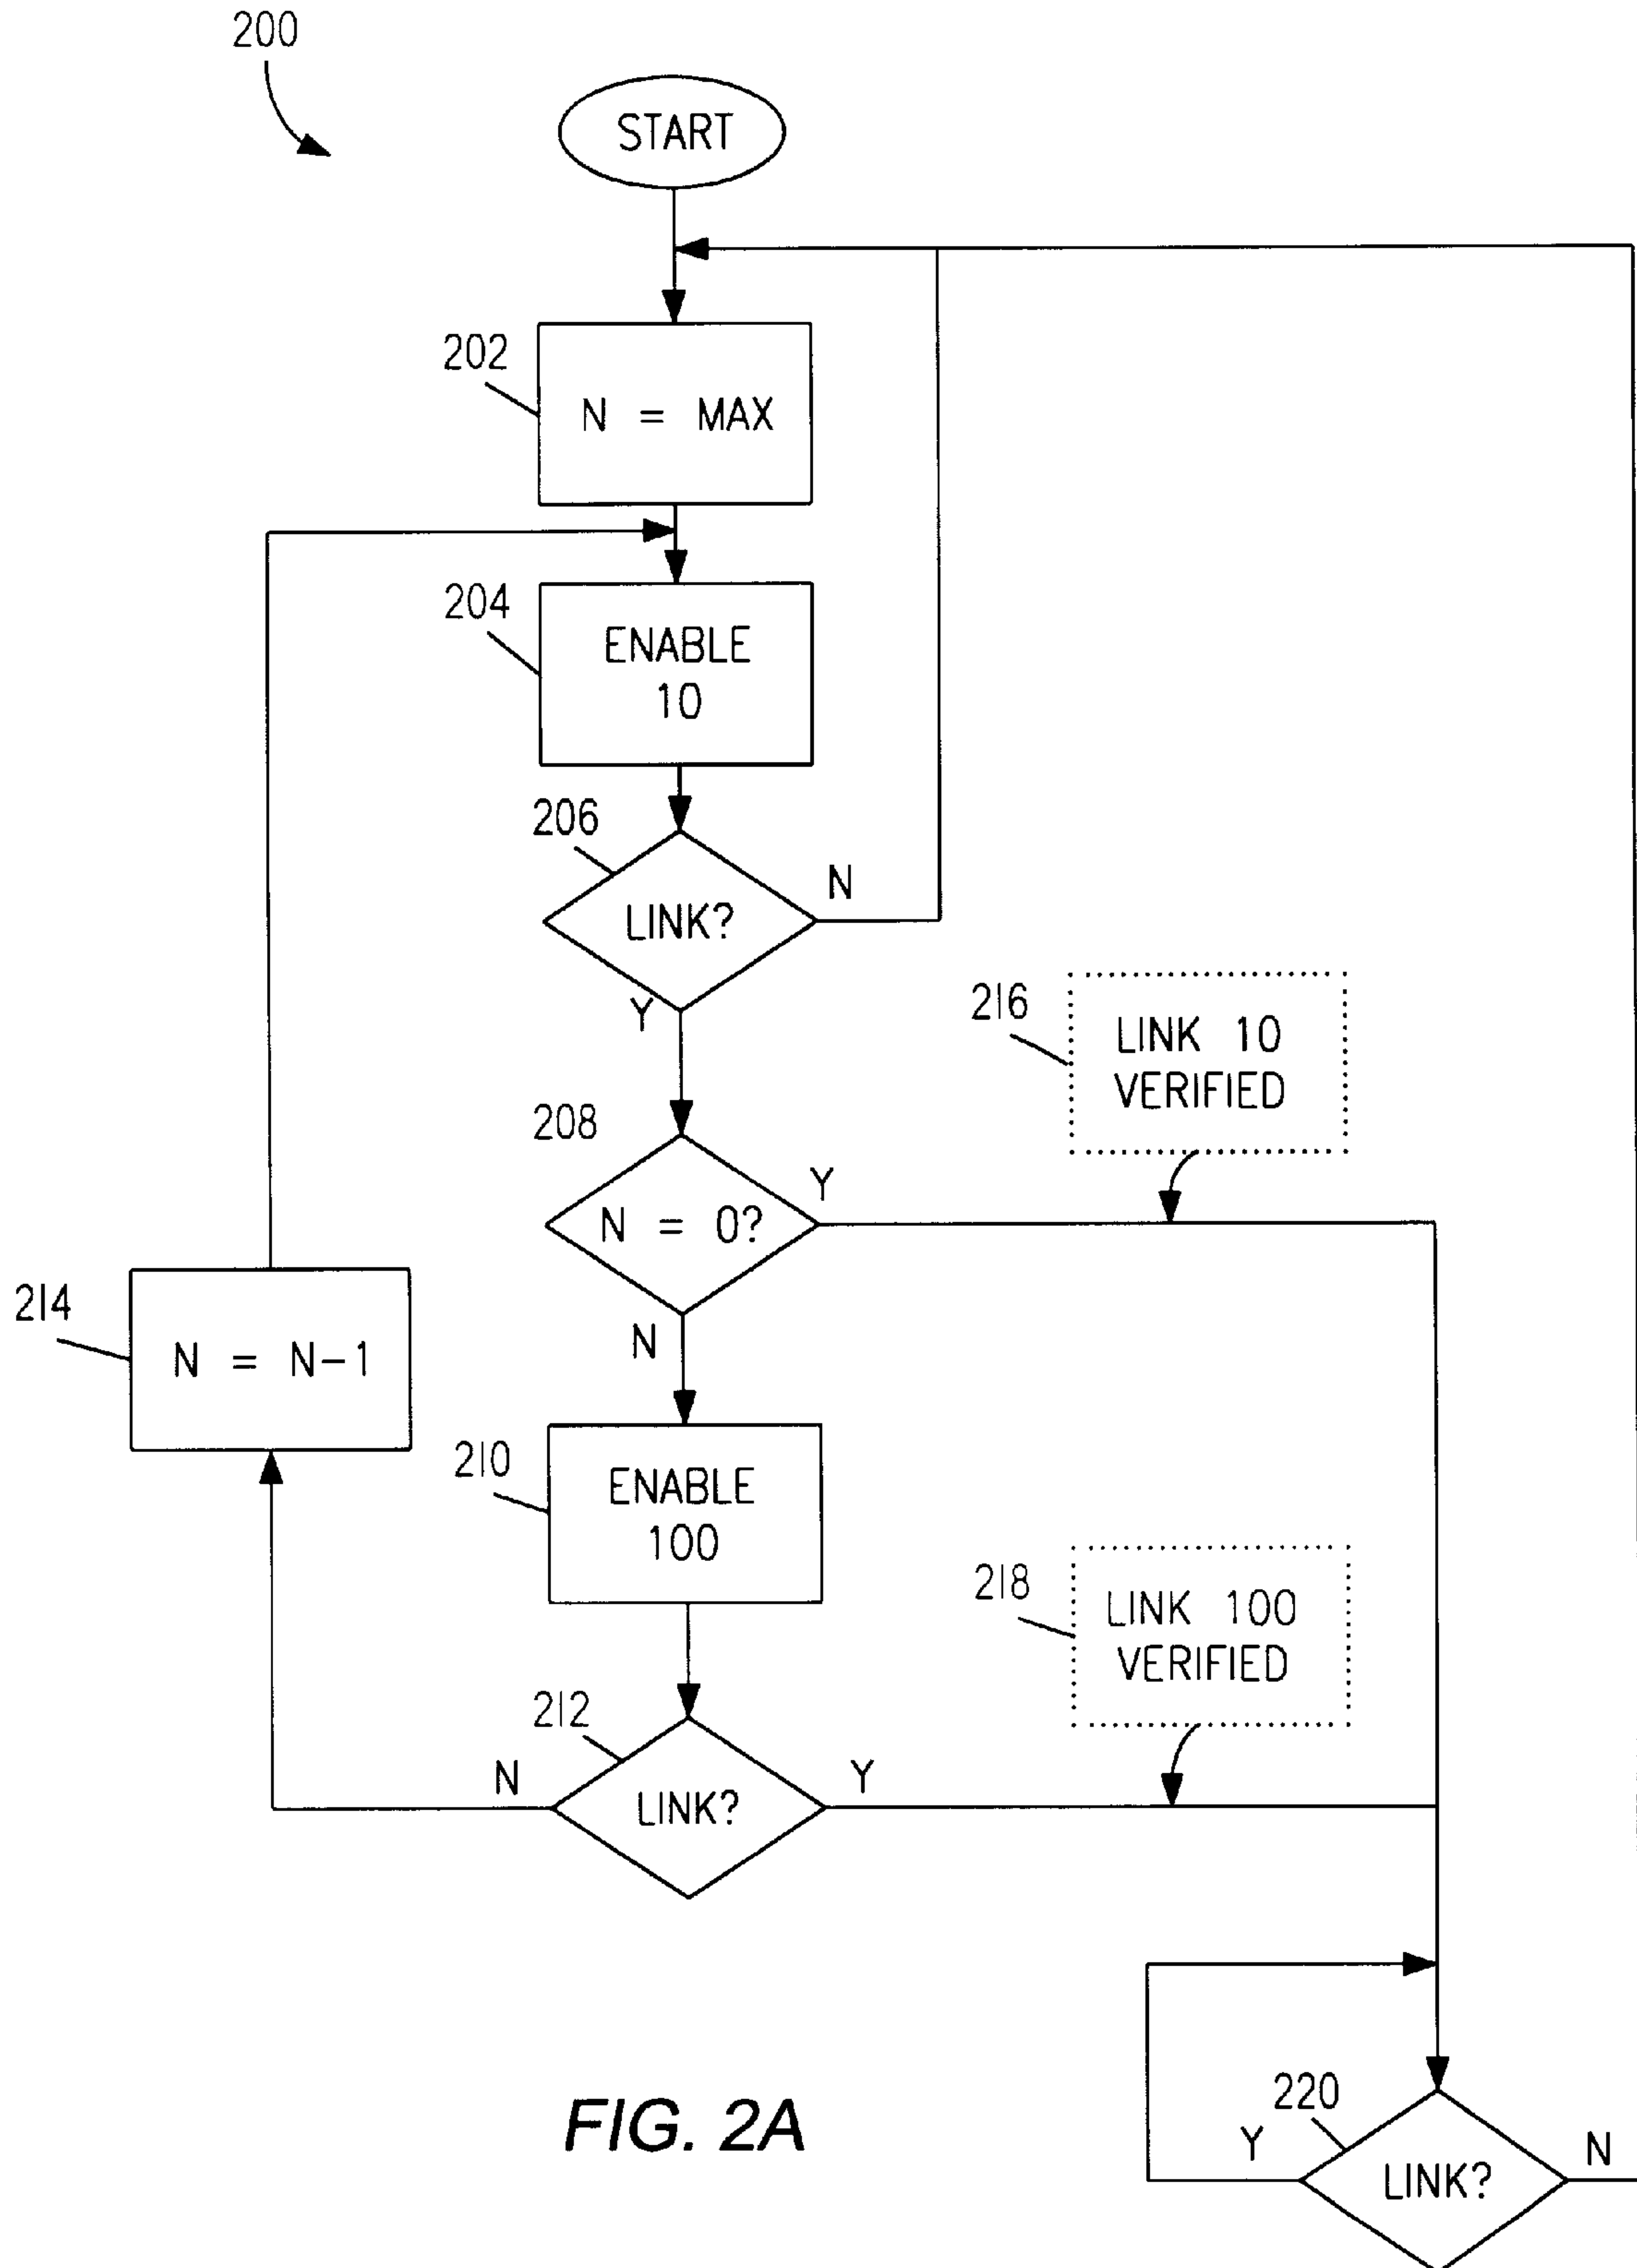 200
START
202
N = MAX
204
ENABLE
10
206
LINK?
N
Y
216
LINK 10
VERIFIED
208
N = 0?
Y
N
214
N = N-1
210
ENABLE
100
218
LINK 100
VERIFIED
212
N
LINK?
Y
220
Y
LINK?
N
FIG. 2A